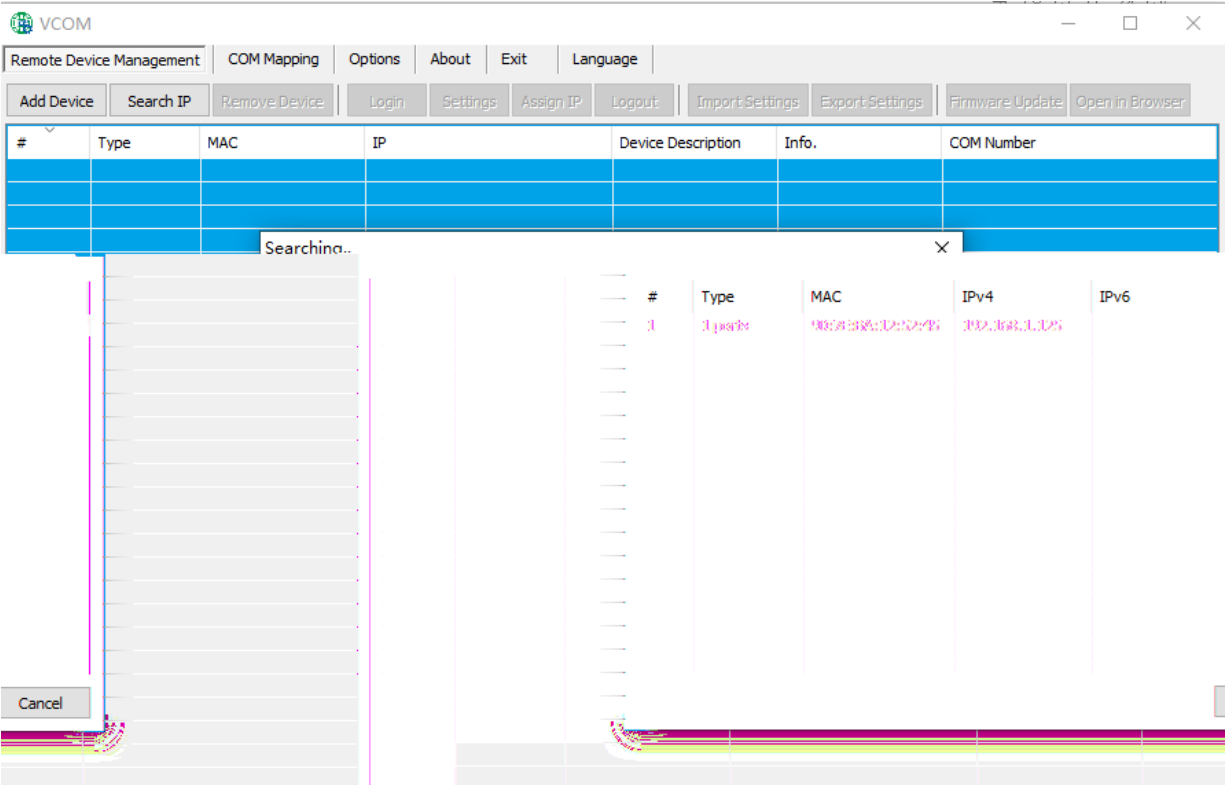 VCOM
Remote Device Management COM Mapping Options About Exit Language
Add Device Search IP Remove Device Login Settings Assign IP Logout Import Settings Export Settings Firmware Update Open in Browser
# Type MAC IP Device Description Info. COM Number
Searching..
# Type MAC IPv4 IPv6
Cancel